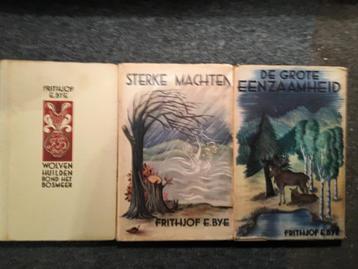 FRITHJOF
E.BYE
WOLVEN
HUILDEN
ROND HET
BOSMEER
STERKE MACHTEN
FRITHJOF E.BYE
DE GROTE
EENZAAMHEID
FRITHJOF E.BYE